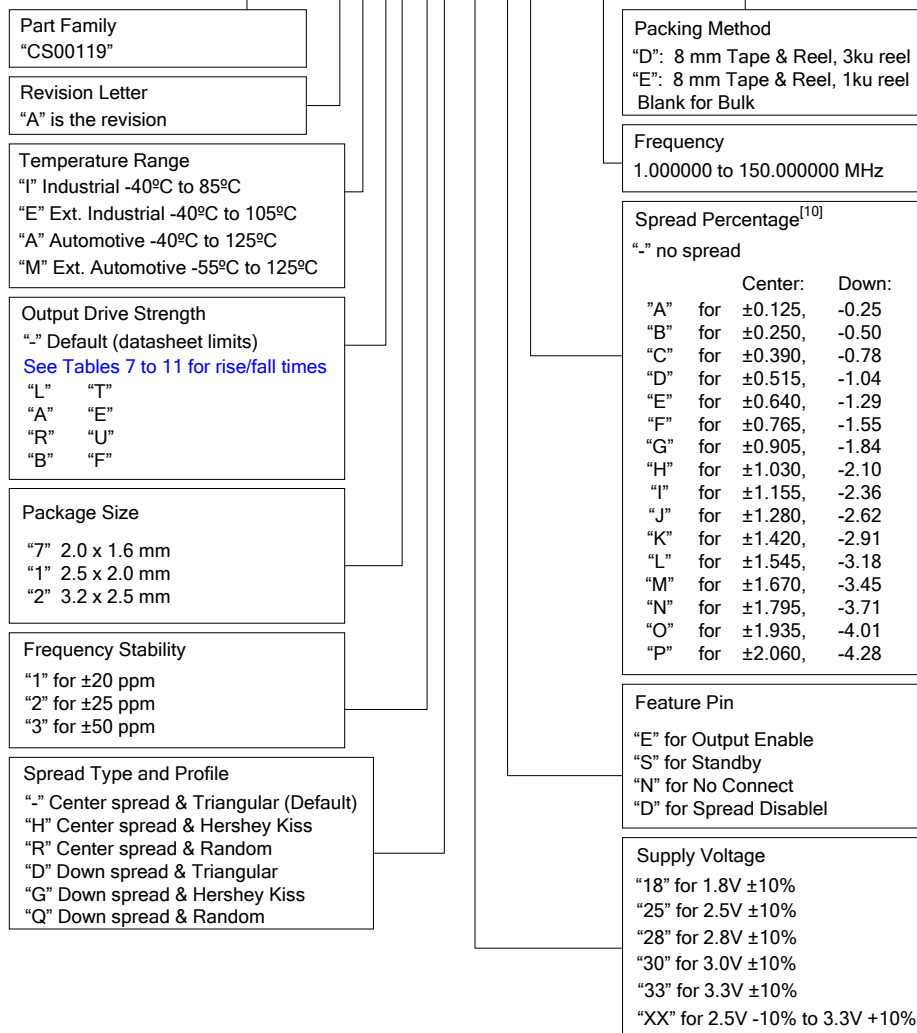 Part Family
“CS00119”
Revision Letter
“A” is the revision
Temperature Range
“I” Industrial -40ºC to 85ºC
“E” Ext. Industrial -40ºC to 105ºC
“A” Automotive -40ºC to 125ºC
“M” Ext. Automotive -55ºC to 125ºC
Output Drive Strength
“-” Default (datasheet limits)
See Tables 7 to 11 for rise/fall times
“L” “T”
“A” “E”
“R” “U”
“B” “F”
Package Size
“7” 2.0 x 1.6 mm
“1” 2.5 x 2.0 mm
“2” 3.2 x 2.5 mm
Frequency Stability
“1” for ±20 ppm
“2” for ±25 ppm
“3” for ±50 ppm
Spread Type and Profile
“-” Center spread & Triangular (Default)
“H” Center spread & Hershey Kiss
“R” Center spread & Random
“D” Down spread & Triangular
“G” Down spread & Hershey Kiss
“Q” Down spread & Random
Packing Method
“D”: 8 mm Tape & Reel, 3ku reel
“E”: 8 mm Tape & Reel, 1ku reel
Blank for Bulk
Frequency
1.000000 to 150.000000 MHz
Spread Percentage[10]
“-” no spread
Center: Down:
”A” for ±0.125, -0.25
“B” for ±0.250, -0.50
“C” for ±0.390, -0.78
“D” for ±0.515, -1.04
“E” for ±0.640, -1.29
“F” for ±0.765, -1.55
“G” for ±0.905, -1.84
“H” for ±1.030, -2.10
“I” for ±1.155, -2.36
“J” for ±1.280, -2.62
“K” for ±1.420, -2.91
“L” for ±1.545, -3.18
“M” for ±1.670, -3.45
“N” for ±1.795, -3.71
“O” for ±1.935, -4.01
“P” for ±2.060, -4.28
Feature Pin
“E” for Output Enable
“S” for Standby
“N” for No Connect
“D” for Spread Disablel
Supply Voltage
“18” for 1.8V ±10%
“25” for 2.5V ±10%
“28” for 2.8V ±10%
“30” for 3.0V ±10%
“33” for 3.3V ±10%
“XX” for 2.5V -10% to 3.3V +10%